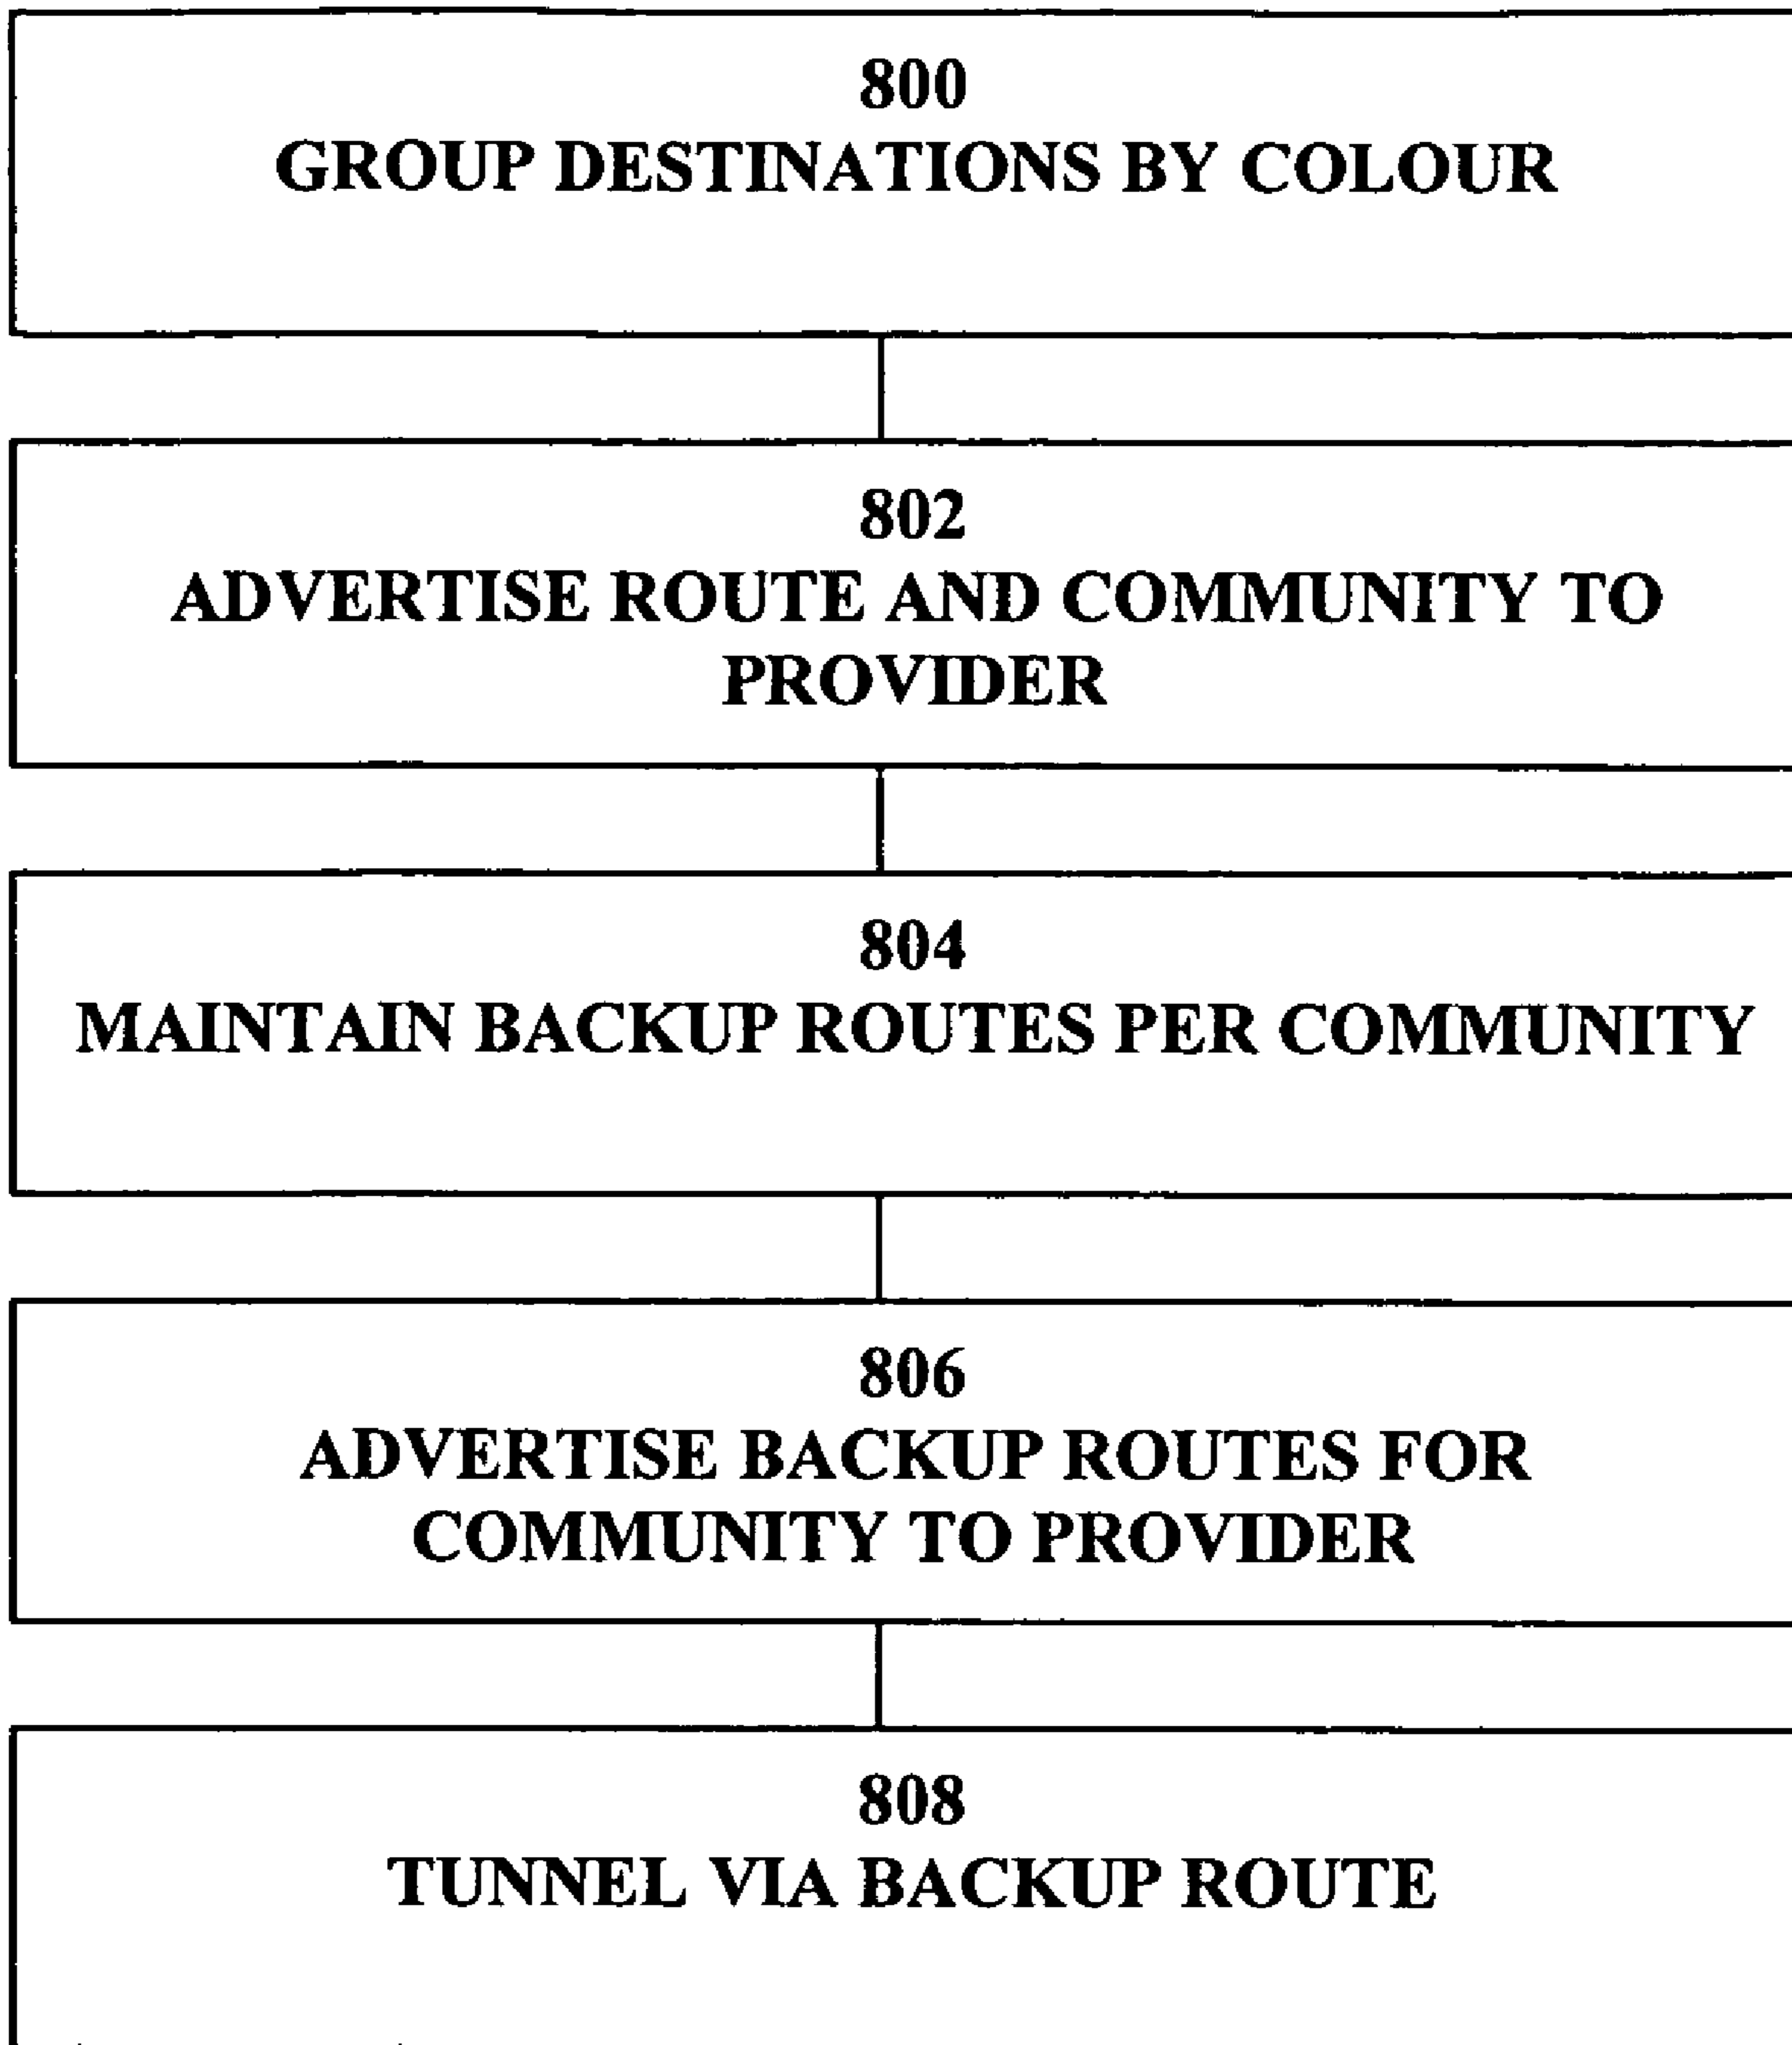 800
GROUP DESTINATIONS BY COLOUR
802
ADVERTISE ROUTE AND COMMUNITY TO
PROVIDER
804
MAINTAIN BACKUP ROUTES PER COMMUNITY
806
ADVERTISE BACKUP ROUTES FOR
COMMUNITY TO PROVIDER
808
TUNNEL VIA BACKUP ROUTE